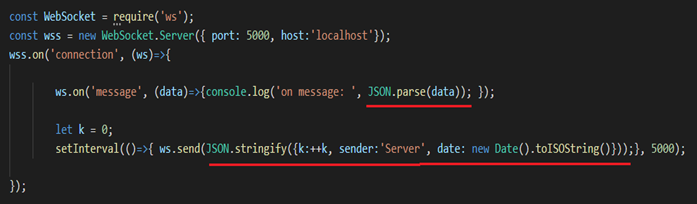 const WebSocket = require('ws');
const wss = new WebSocket.Server({ port: 5000, host:'localhost'});
wss.on('connection', (ws)=>{
ws.on('message', (data)=>{console.log('on message: ', JSON.parse(data)); });
let k = 0;
setInterval(()=>{ ws.send(JSON.stringify({k:++k, sender:'Server', date: new Date().toISOString()}));}, 5000);
});